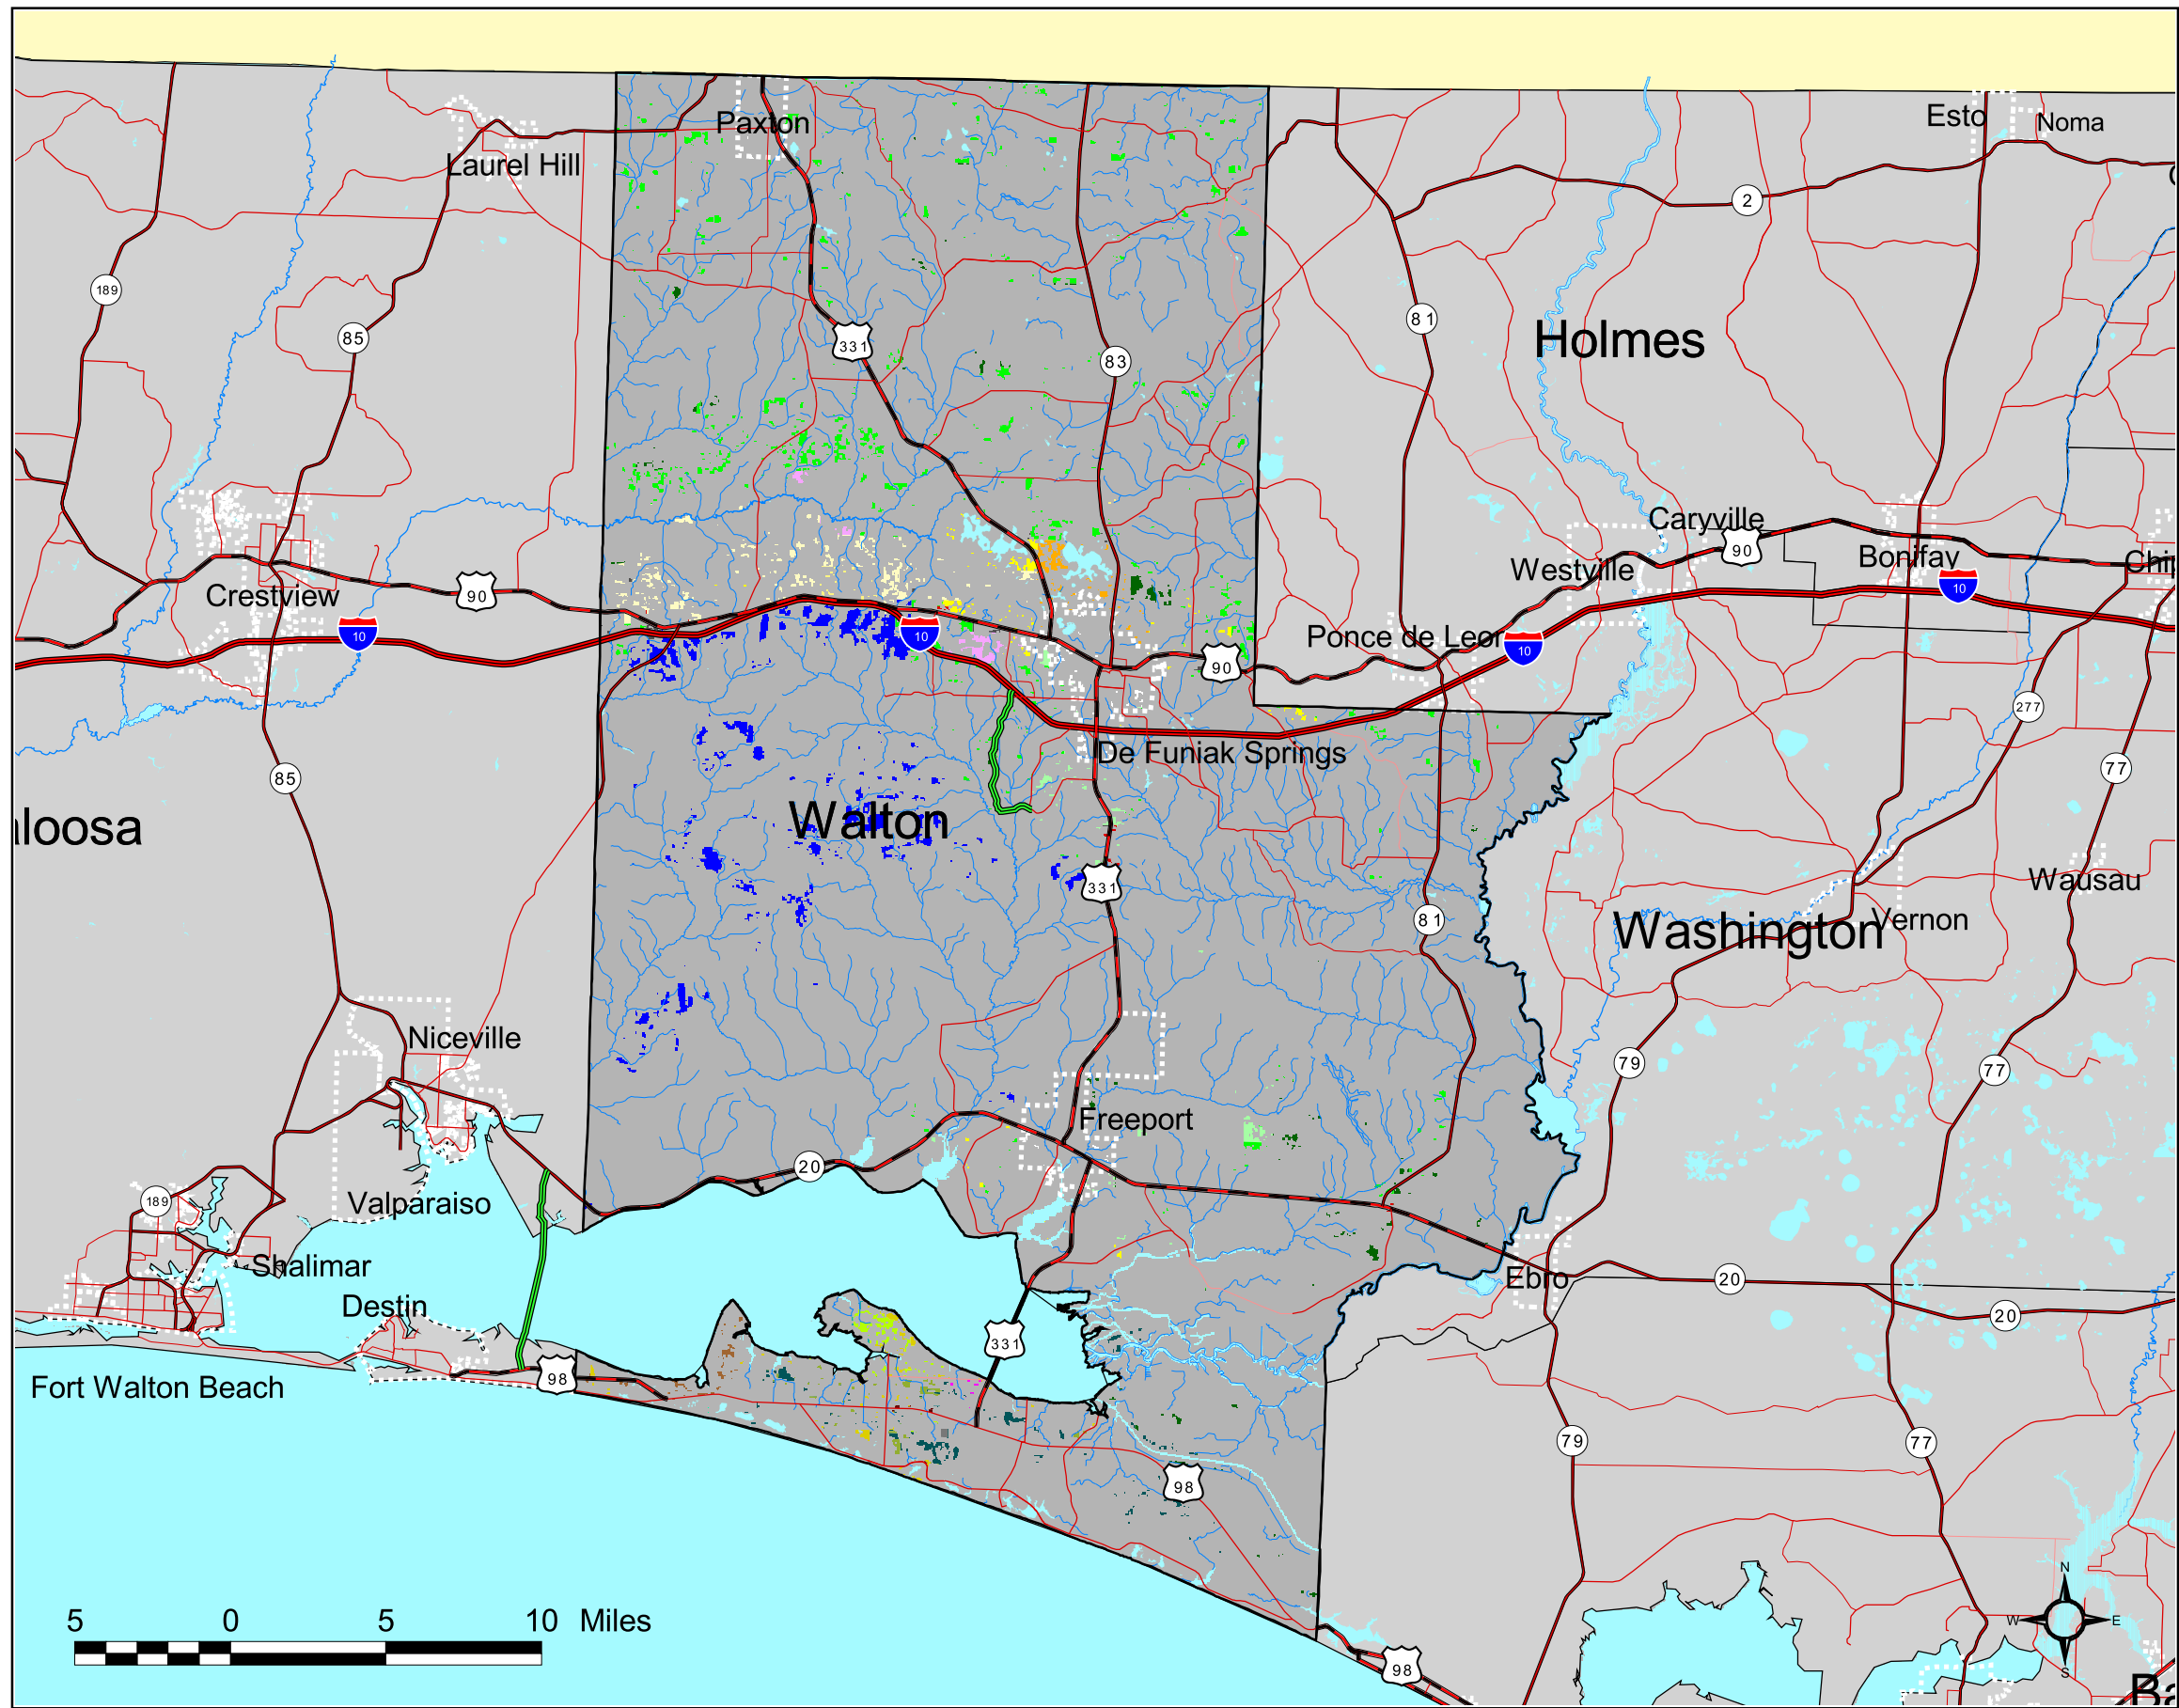 Paxton
Esto
Noma
Laurel Hill
2
189
81
85
331
83
Holmes
Caryville
90
Westville
Bonifay
Chi
Crestview
90
10
10
10
10
Ponce de Leon
90
277
De Funiak Springs
77
85
Walton
aloosa
331
Wausau
81
Washington
Vernon
Niceville
79
77
Freeport
20
Valparaiso
189
Shalimar
Ebro
20
20
Destin
331
98
Fort Walton Beach
79
77
98
N
W E
S
5 0 5 10 Miles
98
Ba